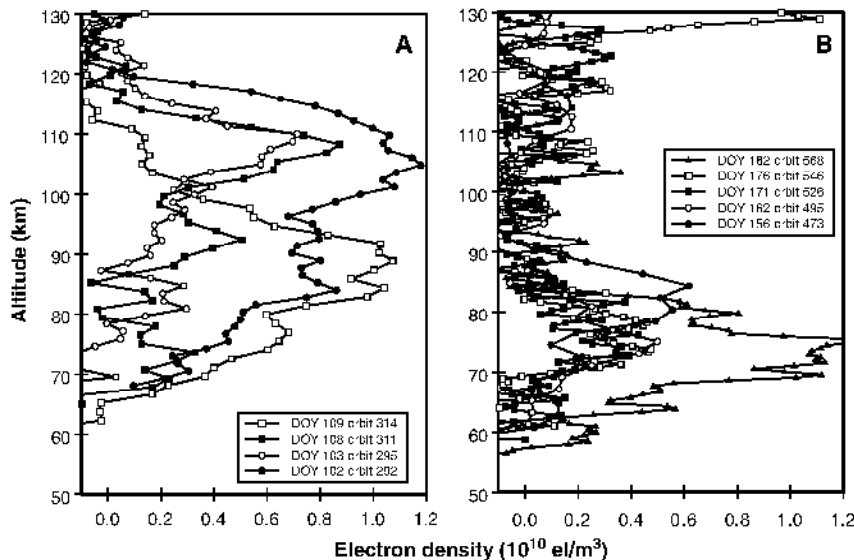 130
120
110
100
90
80
70
60
50
0.0
0.2
0.4
0.6
0.8
1.0
1.2
Altitude (km)
A
DOY 109 orbit 314
DOY 108 orbit 311
DOY 103 orbit 295
DOY 102 orbit 292
130
120
110
100
90
80
70
60
50
0.0
0.2
0.4
0.6
0.8
1.0
1.2
B
DOY 182 orbit 568
DOY 176 orbit 546
DOY 171 orbit 526
DOY 162 orbit 495
DOY 156 orbit 473
Electron density (10¹⁰ el/m³)